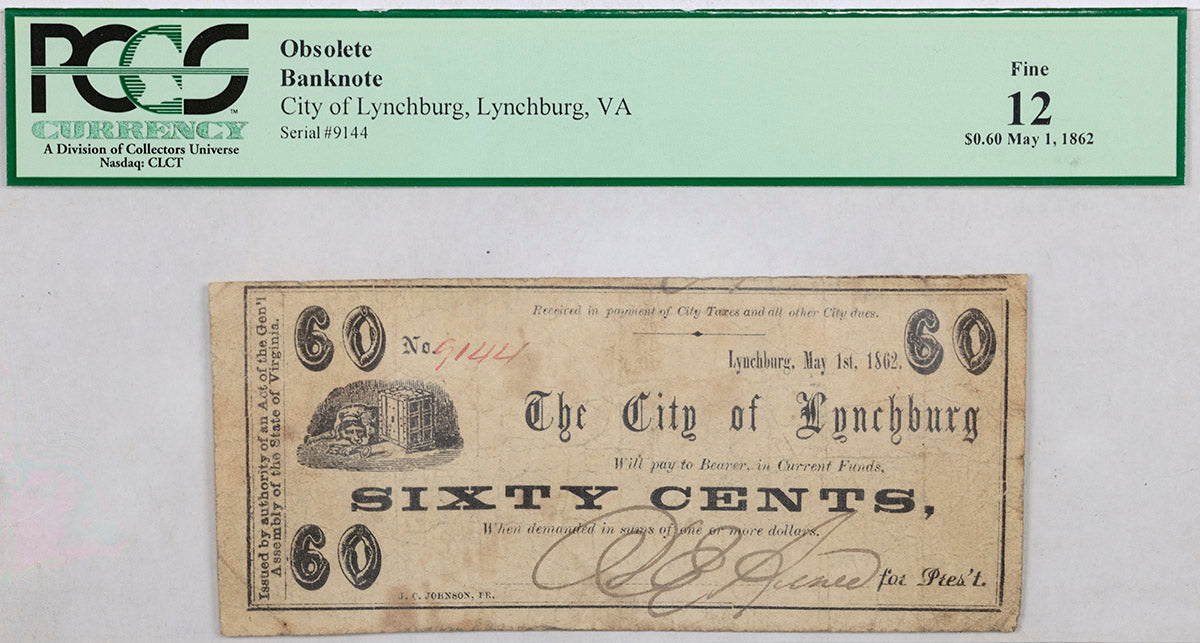 PCGS
™
CURRENCY
A Division of Collectors Universe
Nasdaq: CLCT
Obsolete
Banknote
City of Lynchburg, Lynchburg, VA
Serial #9144
Fine
12
$0.60 May 1, 1862
Issued by authority of an Act of the Gen'l
Assembly of the State of Virginia.
60
60
Received in payment of City Taxes and all other City dues.
No. 9144
Lynchburg, May 1st, 1862.
The City of Lynchburg
Will pay to Bearer, in Current Funds,
SIXTY CENTS,
When demanded in sums of one or more dollars.
60
for Pres't.
J. C. JOHNSON, PR.